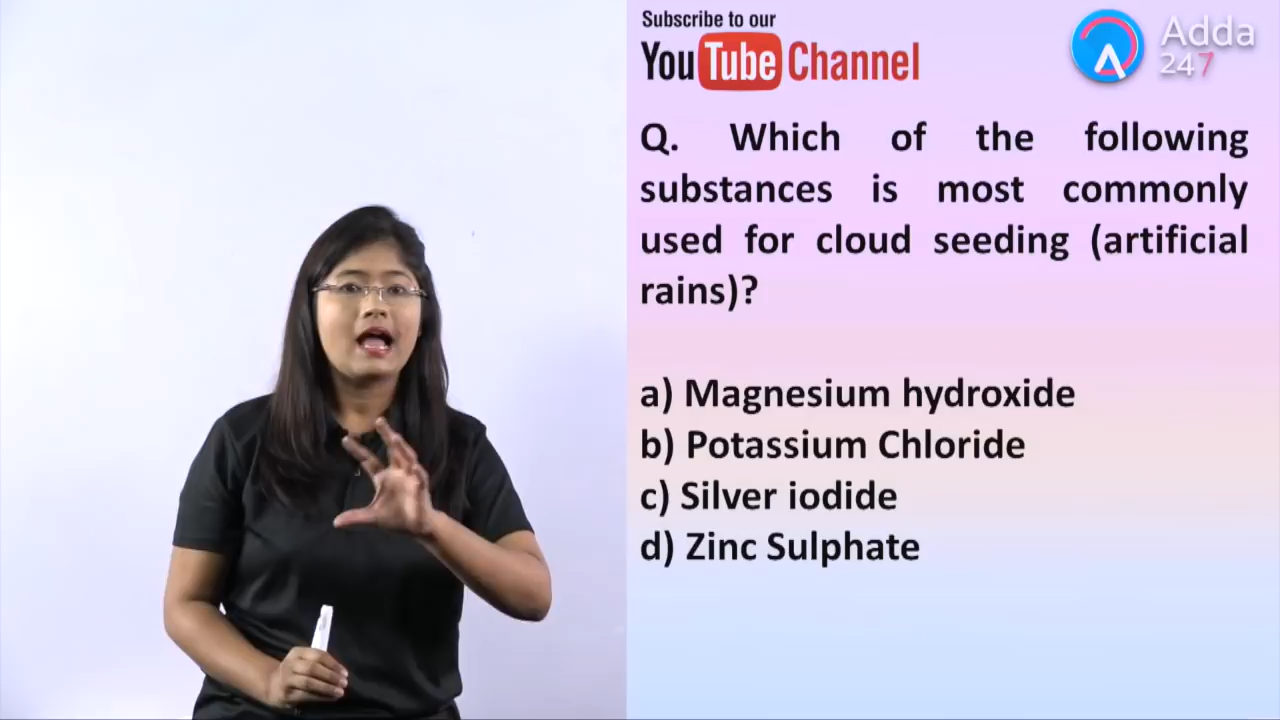 Subscribe to our
YouTube Channel
Adda
247
Q. Which of the following
substances is most commonly
used for cloud seeding (artificial
rains)?
a) Magnesium hydroxide
b) Potassium Chloride
c) Silver iodide
d) Zinc Sulphate